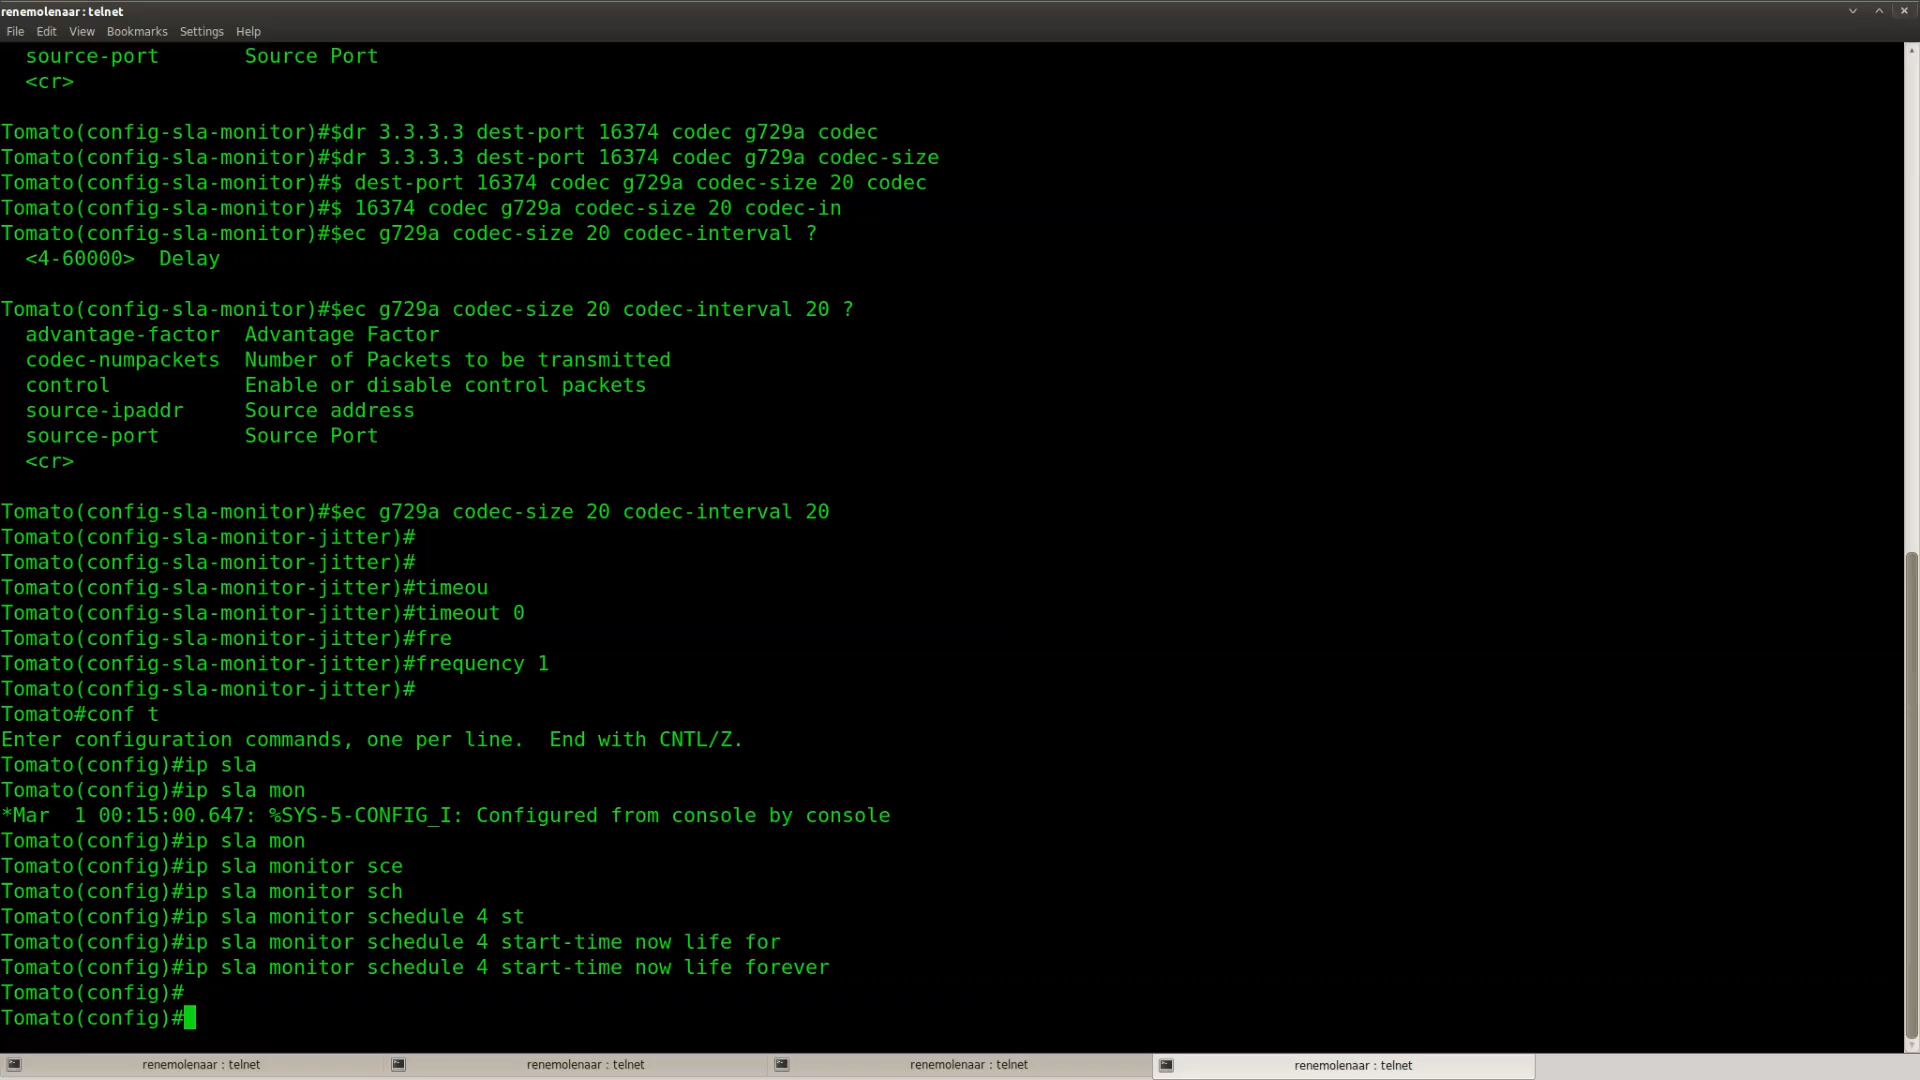 renemolenaar : telnet
File Edit View Bookmarks Settings Help
source-port Source Port
<cr>
Tomato(config-sla-monitor)#$dr 3.3.3.3 dest-port 16374 codec g729a codec
Tomato(config-sla-monitor)#$dr 3.3.3.3 dest-port 16374 codec g729a codec-size
Tomato(config-sla-monitor)#$ dest-port 16374 codec g729a codec-size 20 codec
Tomato(config-sla-monitor)#$ 16374 codec g729a codec-size 20 codec-in
Tomato(config-sla-monitor)#$ec g729a codec-size 20 codec-interval ?
<4-60000> Delay
Tomato(config-sla-monitor)#$ec g729a codec-size 20 codec-interval 20 ?
advantage-factor Advantage Factor
codec-numpackets Number of Packets to be transmitted
control Enable or disable control packets
source-ipaddr Source address
source-port Source Port
<cr>
Tomato(config-sla-monitor)#$ec g729a codec-size 20 codec-interval 20
Tomato(config-sla-monitor-jitter)#
Tomato(config-sla-monitor-jitter)#
Tomato(config-sla-monitor-jitter)#timeou
Tomato(config-sla-monitor-jitter)#timeout 0
Tomato(config-sla-monitor-jitter)#fre
Tomato(config-sla-monitor-jitter)#frequency 1
Tomato(config-sla-monitor-jitter)#
Tomato#conf t
Enter configuration commands, one per line. End with CNTL/Z.
Tomato(config)#ip sla
Tomato(config)#ip sla mon
*Mar 1 00:15:00.647: %SYS-5-CONFIG_I: Configured from console by console
Tomato(config)#ip sla mon
Tomato(config)#ip sla monitor sce
Tomato(config)#ip sla monitor sch
Tomato(config)#ip sla monitor schedule 4 st
Tomato(config)#ip sla monitor schedule 4 start-time now life for
Tomato(config)#ip sla monitor schedule 4 start-time now life forever
Tomato(config)#
Tomato(config)#
renemolenaar : telnet renemolenaar : telnet renemolenaar : telnet renemolenaar : telnet